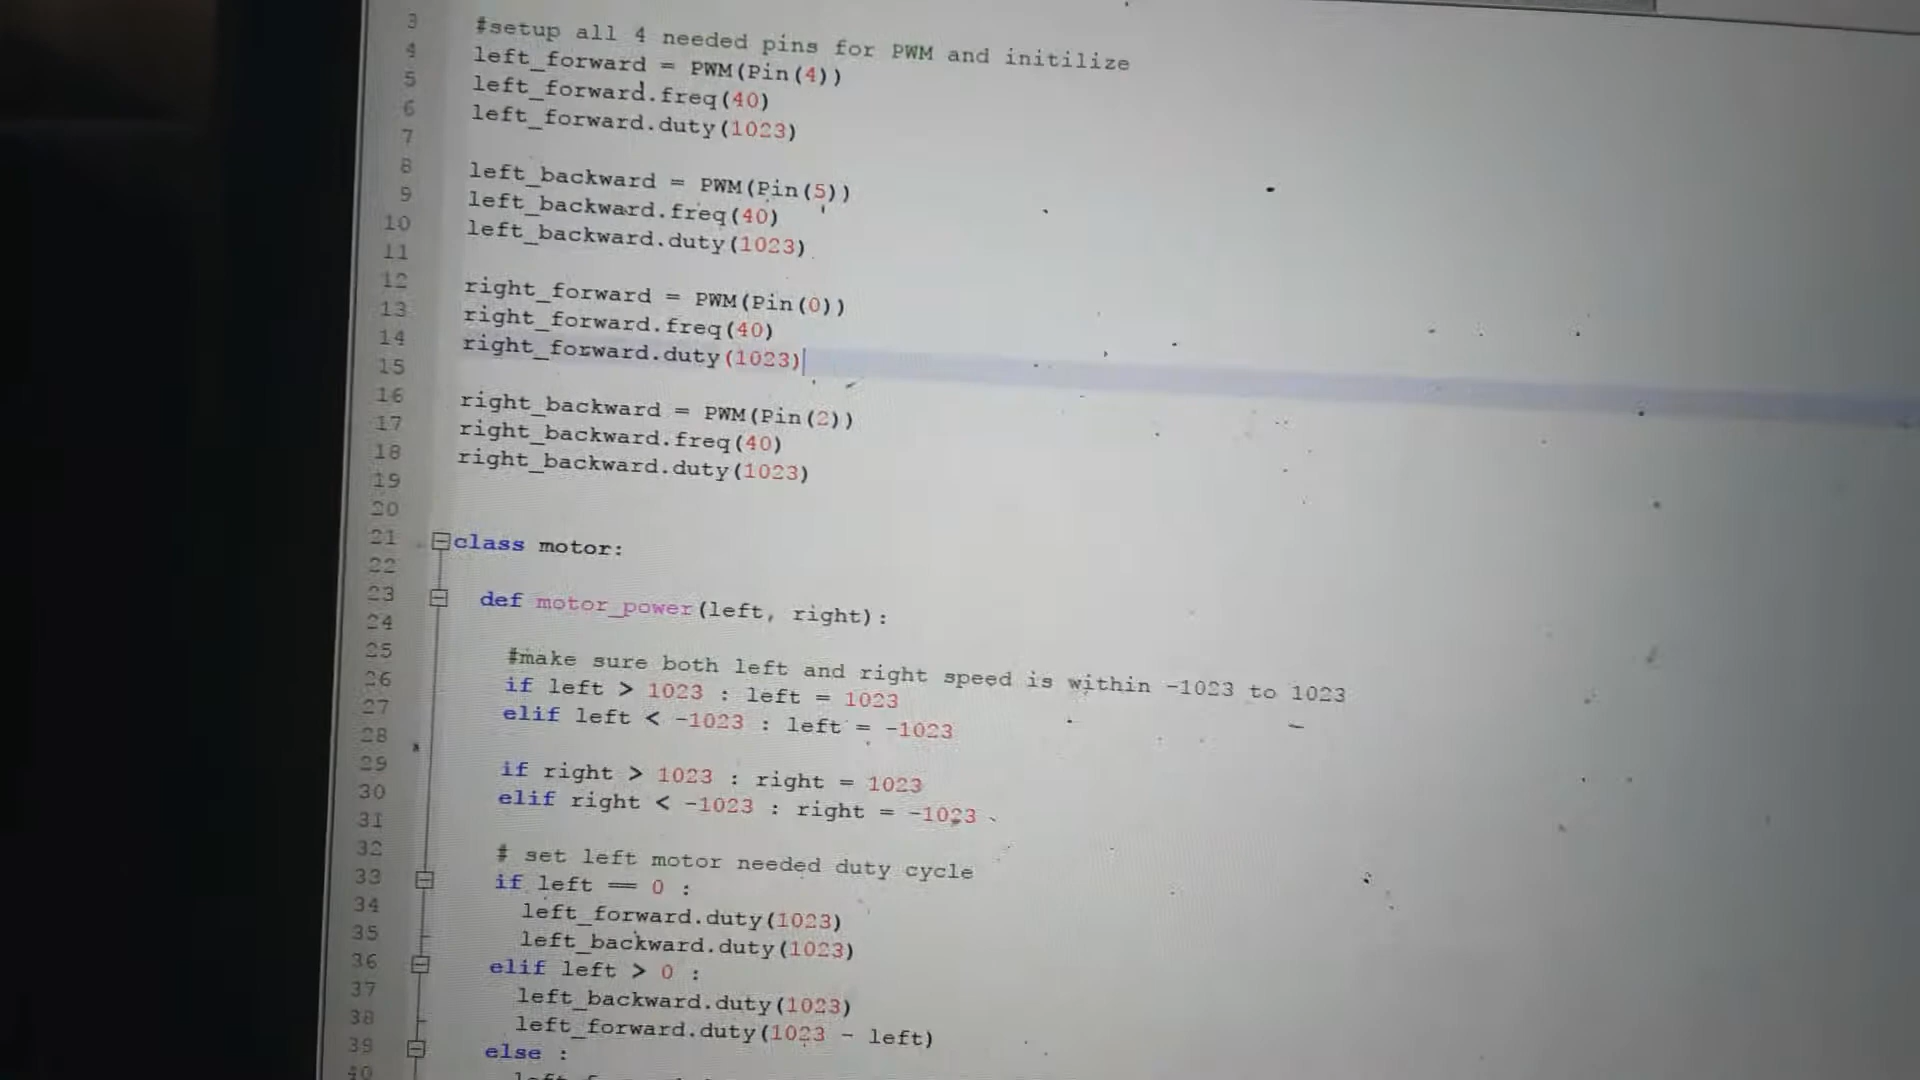 3 #setup all 4 needed pins for PWM and initilize
4 left_forward = PWM(Pin(4))
5 left_forward.freq(40)
6 left_forward.duty(1023)
7
8 left_backward = PWM(Pin(5))
9 left_backward.freq(40)
10 left_backward.duty(1023)
11
12 right_forward = PWM(Pin(0))
13 right_forward.freq(40)
14 right_forward.duty(1023)
15
16 right_backward = PWM(Pin(2))
17 right_backward.freq(40)
18 right_backward.duty(1023)
19
20
21 class motor:
22
23 def motor_power(left, right):
24
25 #make sure both left and right speed is within -1023 to 1023
26 if left > 1023 : left = 1023
27 elif left < -1023 : left = -1023
28
29 if right > 1023 : right = 1023
30 elif right < -1023 : right = -1023
31
32 # set left motor needed duty cycle
33 if left == 0 :
34 left_forward.duty(1023)
35 left_backward.duty(1023)
36 elif left > 0 :
37 left_backward.duty(1023)
38 left_forward.duty(1023 - left)
39 else :
40